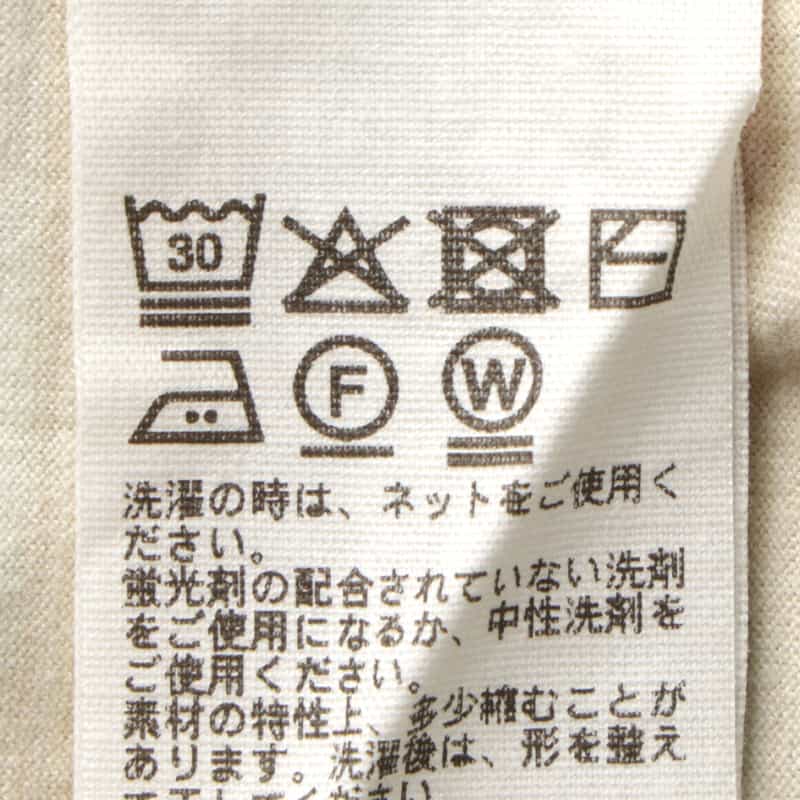 30
F W
洗濯の時は、ネットをご使用く
ださい。
蛍光剤の配合されていない洗剤
をご使用になるか、中性洗剤を
ご使用ください。
素材の特性上、多少縮むことが
あります。洗濯後は、形を整え